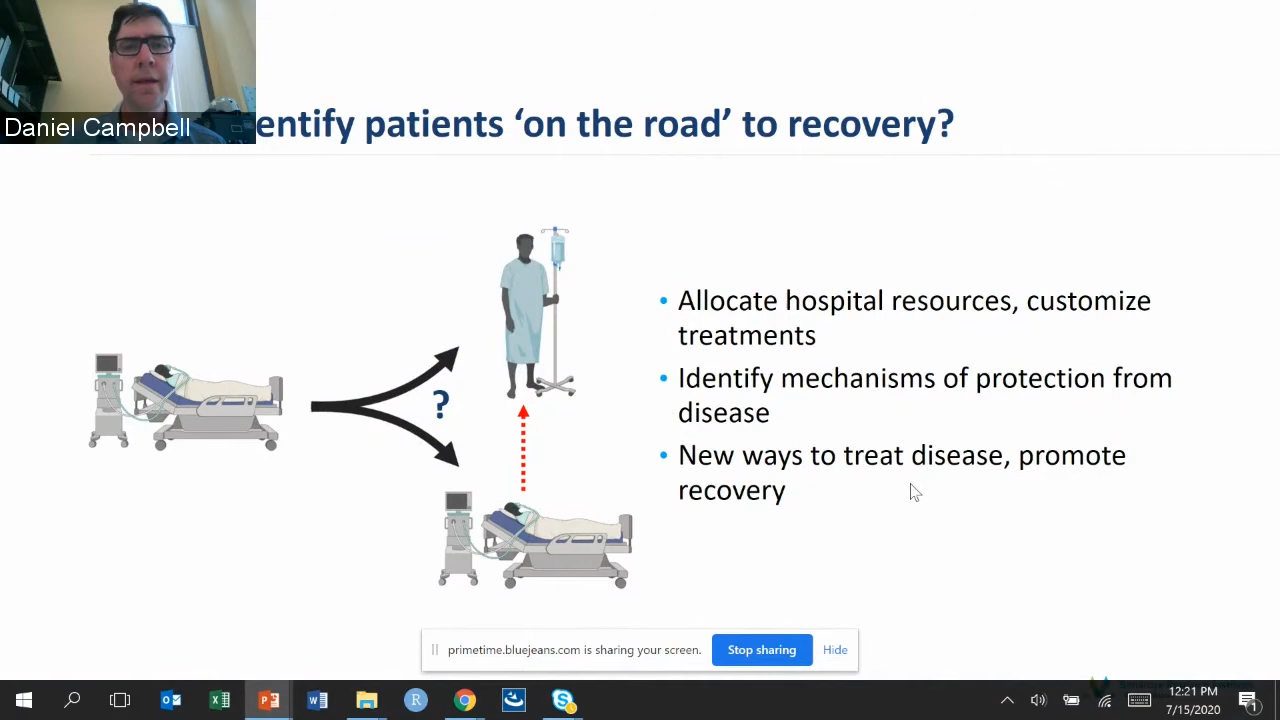 Daniel Campbell
entify patients ‘on the road’ to recovery?
• Allocate hospital resources, customize
treatments
• Identify mechanisms of protection from
disease
?
• New ways to treat disease, promote
recovery
primetime.bluejeans.com is sharing your screen.
Stop sharing
Hide
12:21 PM
7/15/2020
1